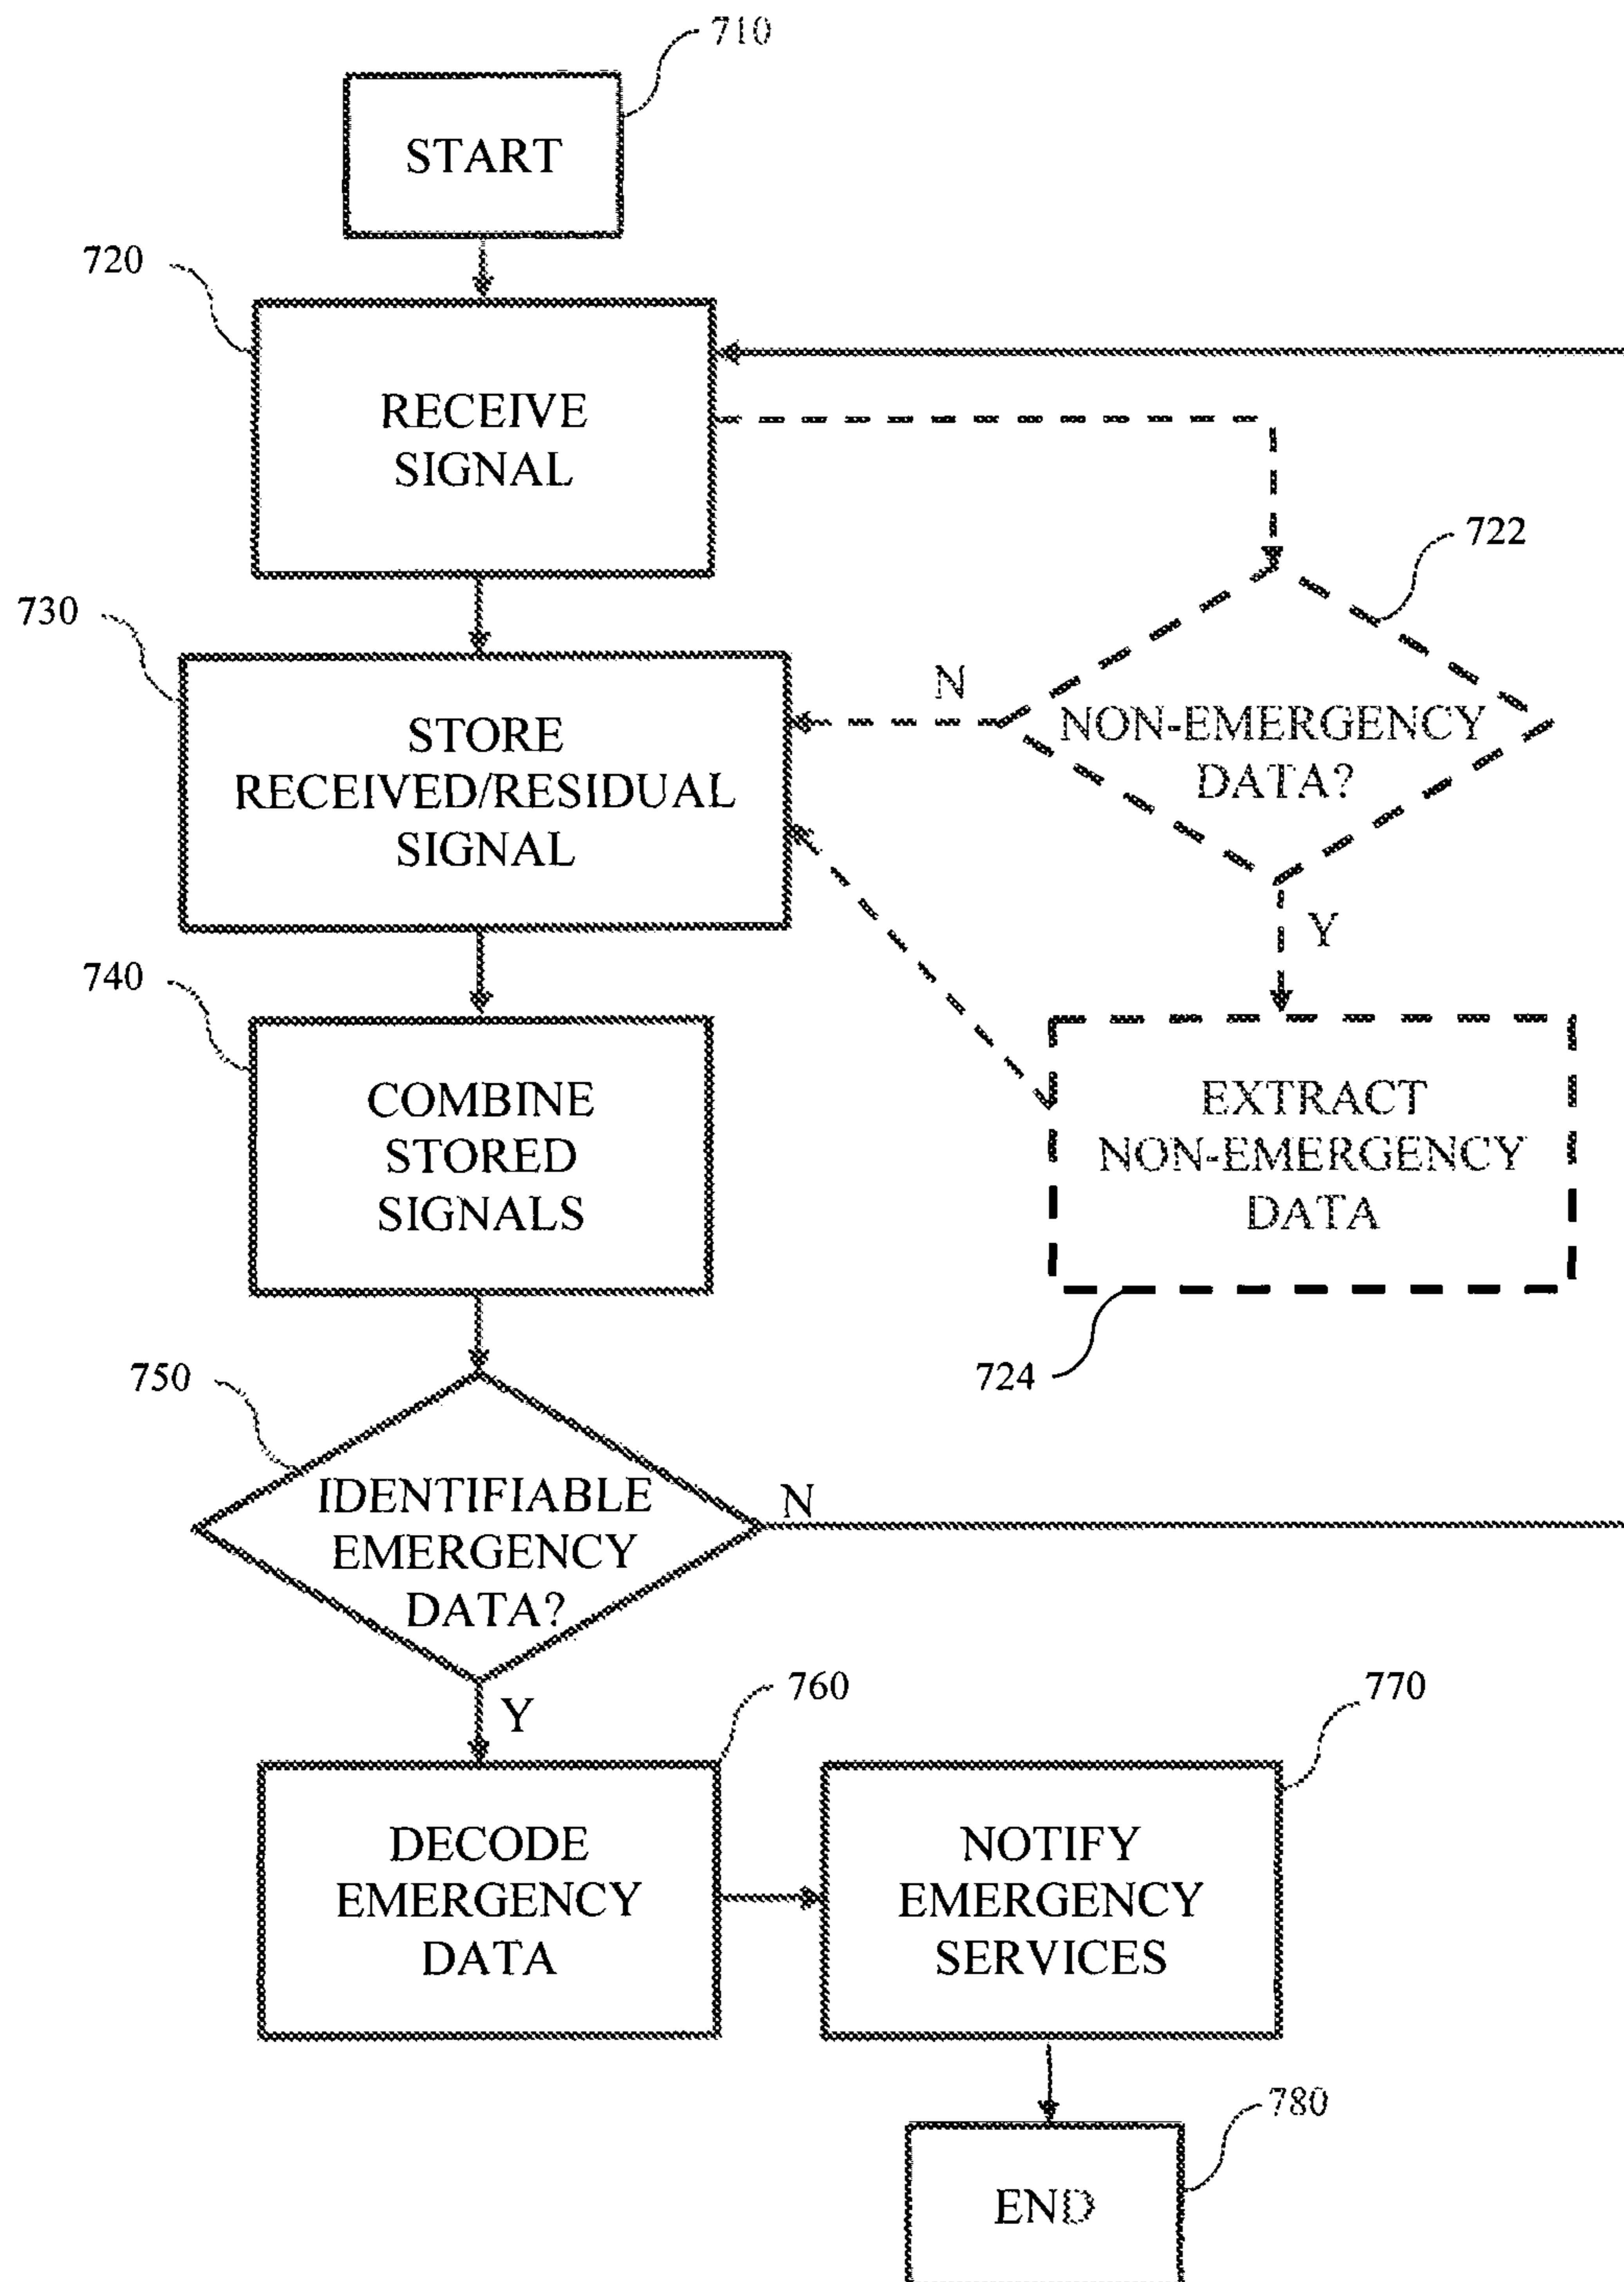 710
START
720
RECEIVE
SIGNAL
722
730
N
STORE
RECEIVED/RESIDUAL
SIGNAL
NON-EMERGENCY
DATA?
Y
740
COMBINE
STORED
SIGNALS
EXTRACT
NON-EMERGENCY
DATA
724
750
IDENTIFIABLE
EMERGENCY
DATA?
N
Y
760
770
DECODE
EMERGENCY
DATA
NOTIFY
EMERGENCY
SERVICES
780
END